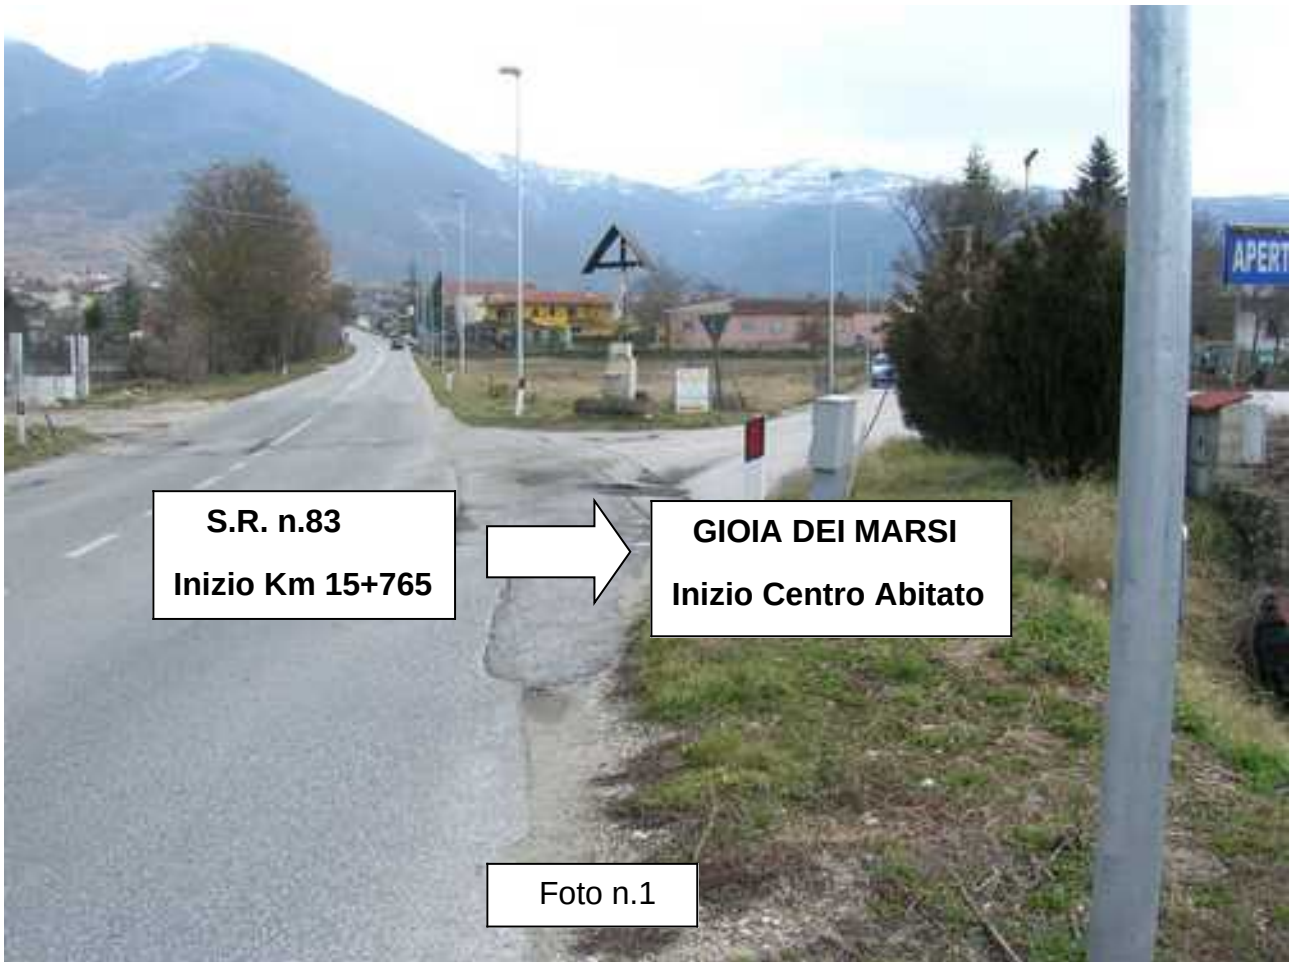 APERT
S.R. n.83
Inizio Km 15+765
GIOIA DEI MARSI
Inizio Centro Abitato
Foto n.1